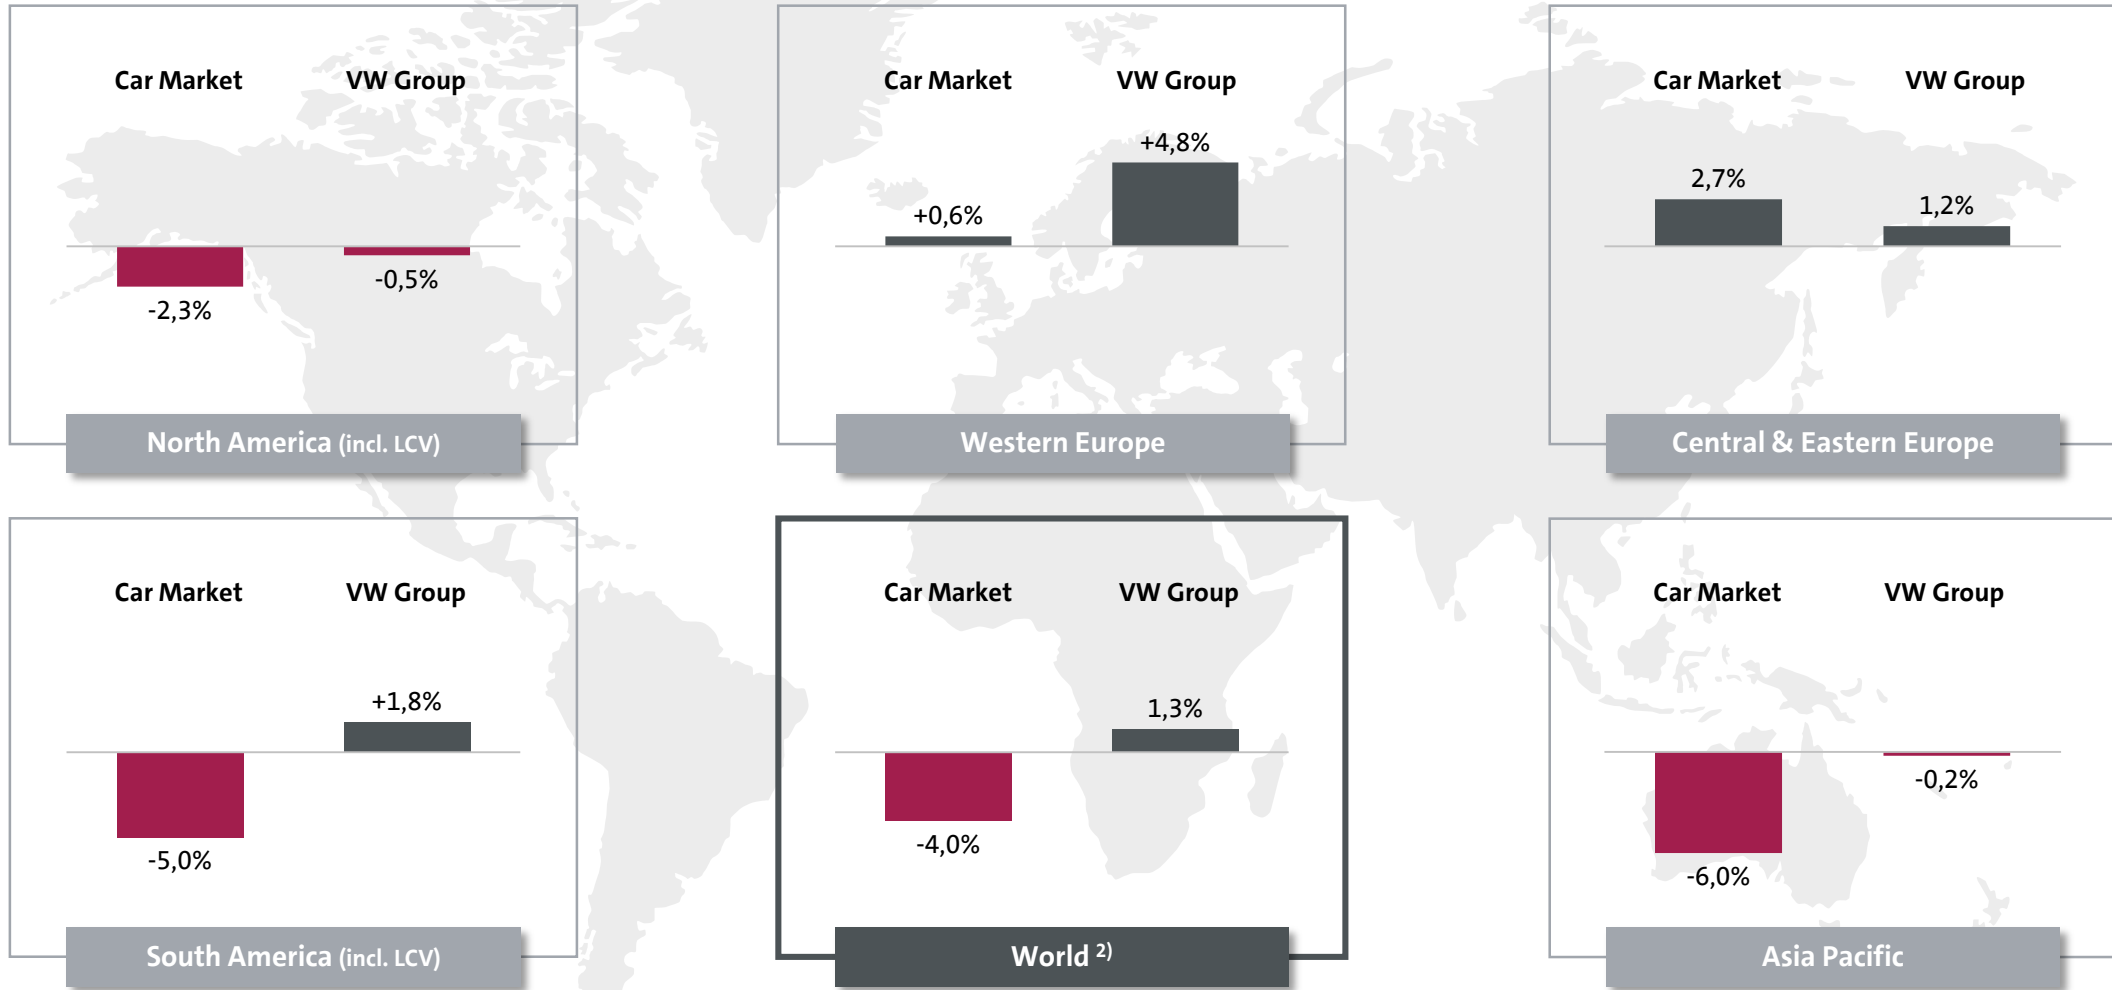 Car Market VW Group
-2,3% -0,5%
North America (incl. LCV)
Car Market VW Group
+0,6% +4,8%
Western Europe
Car Market VW Group
2,7% 1,2%
Central & Eastern Europe
Car Market VW Group
-5,0% +1,8%
South America (incl. LCV)
Car Market VW Group
-4,0% 1,3%
World 2)
Car Market VW Group
-6,0% -0,2%
Asia Pacific